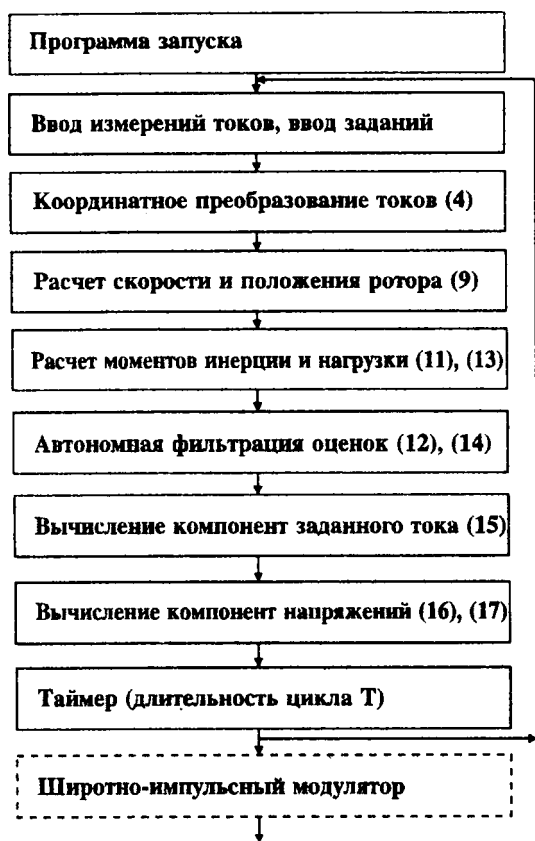 Программа запуска
Ввод измерений токов, ввод заданий
Координатное преобразование токов (4)
Расчет скорости и положения ротора (9)
Расчет моментов инерции и нагрузки (11), (13)
Автономная фильтрация оценок (12), (14)
Вычисление компонент заданного тока (15)
Вычисление компонент напряжений (16), (17)
Таймер (длительность цикла Т)
Широтно-импульсный модулятор